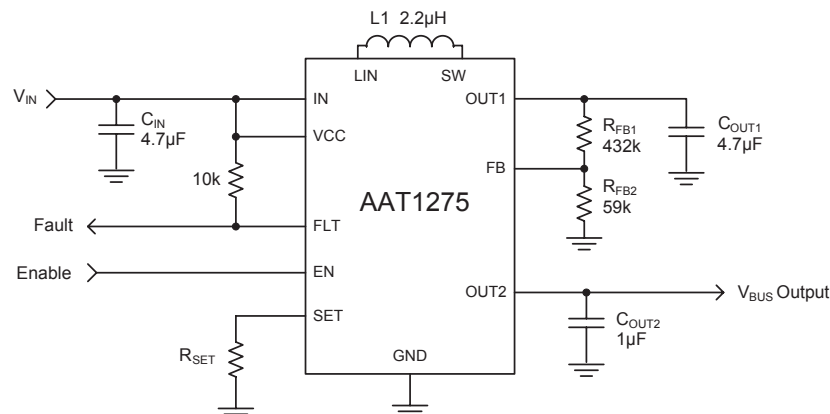 L1 2.2μH
LIN
SW
VIN
IN
OUT1
CIN
4.7μF
VCC
RFB1
432k
COUT1
4.7μF
10k
FB
RFB2
59k
AAT1275
Fault
FLT
Enable
EN
OUT2
VBUS Output
SET
COUT2
1μF
RSET
GND